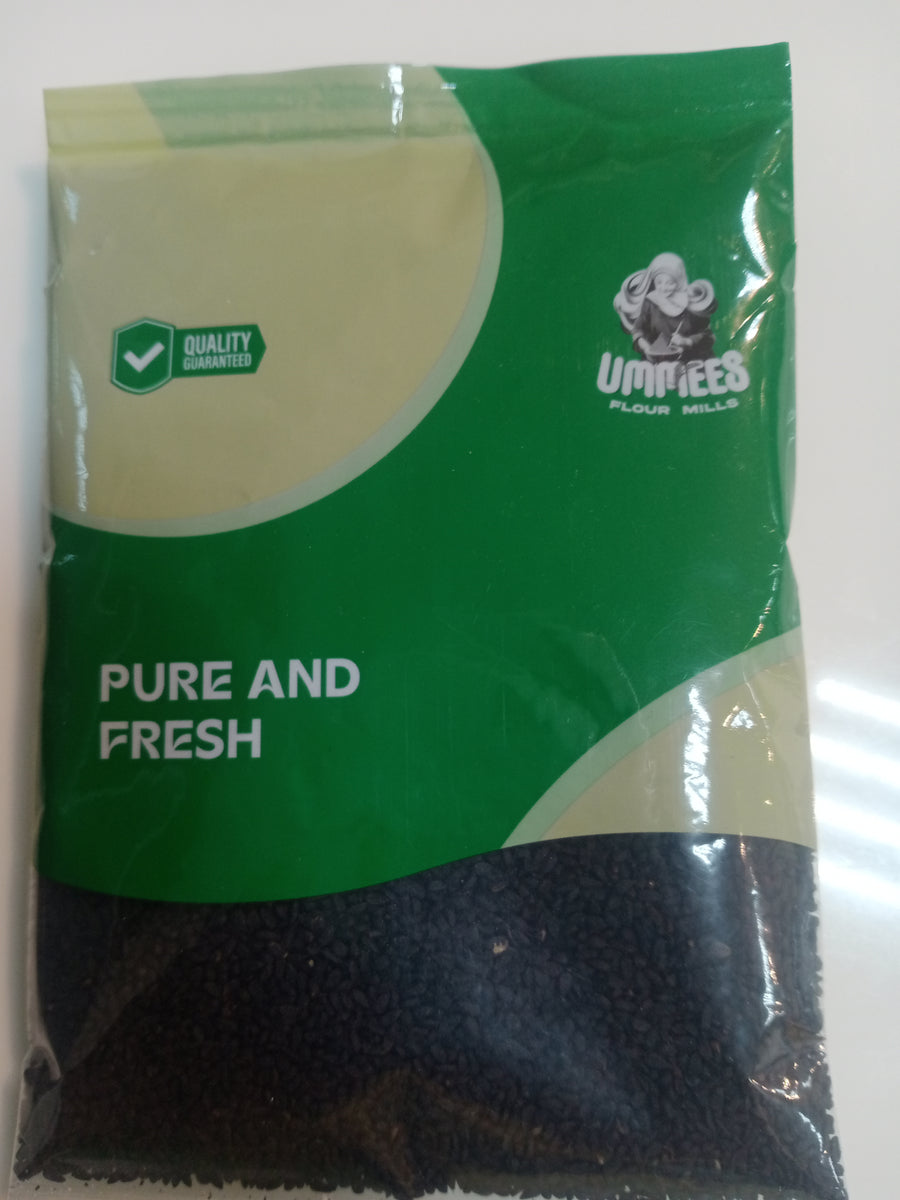 QUALITY
GUARANTEED
UMMEES
FLOUR MILLS
PURE AND
FRESH